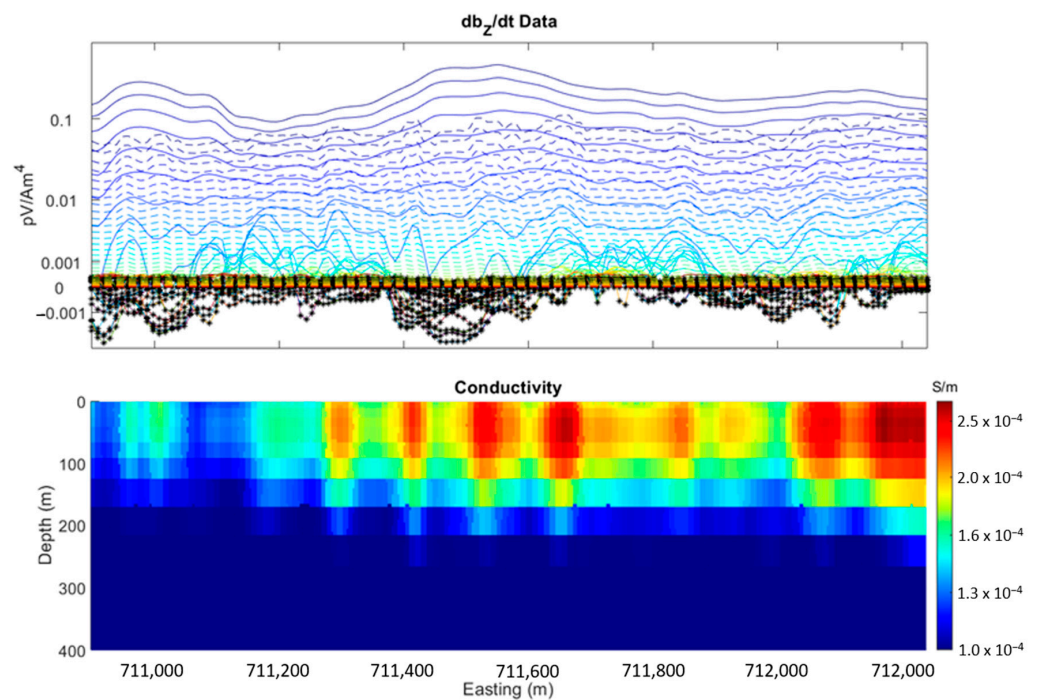 db_Z/dt Data
pV/Am⁴
0.1
0.01
0.001
0
−0.001
Conductivity
S/m
Depth (m)
0
100
200
300
400
2.5 x 10⁻⁴
2.0 x 10⁻⁴
1.6 x 10⁻⁴
1.3 x 10⁻⁴
1.0 x 10⁻⁴
711,000 711,200 711,400 711,600 711,800 712,000 712,000
Easting (m)